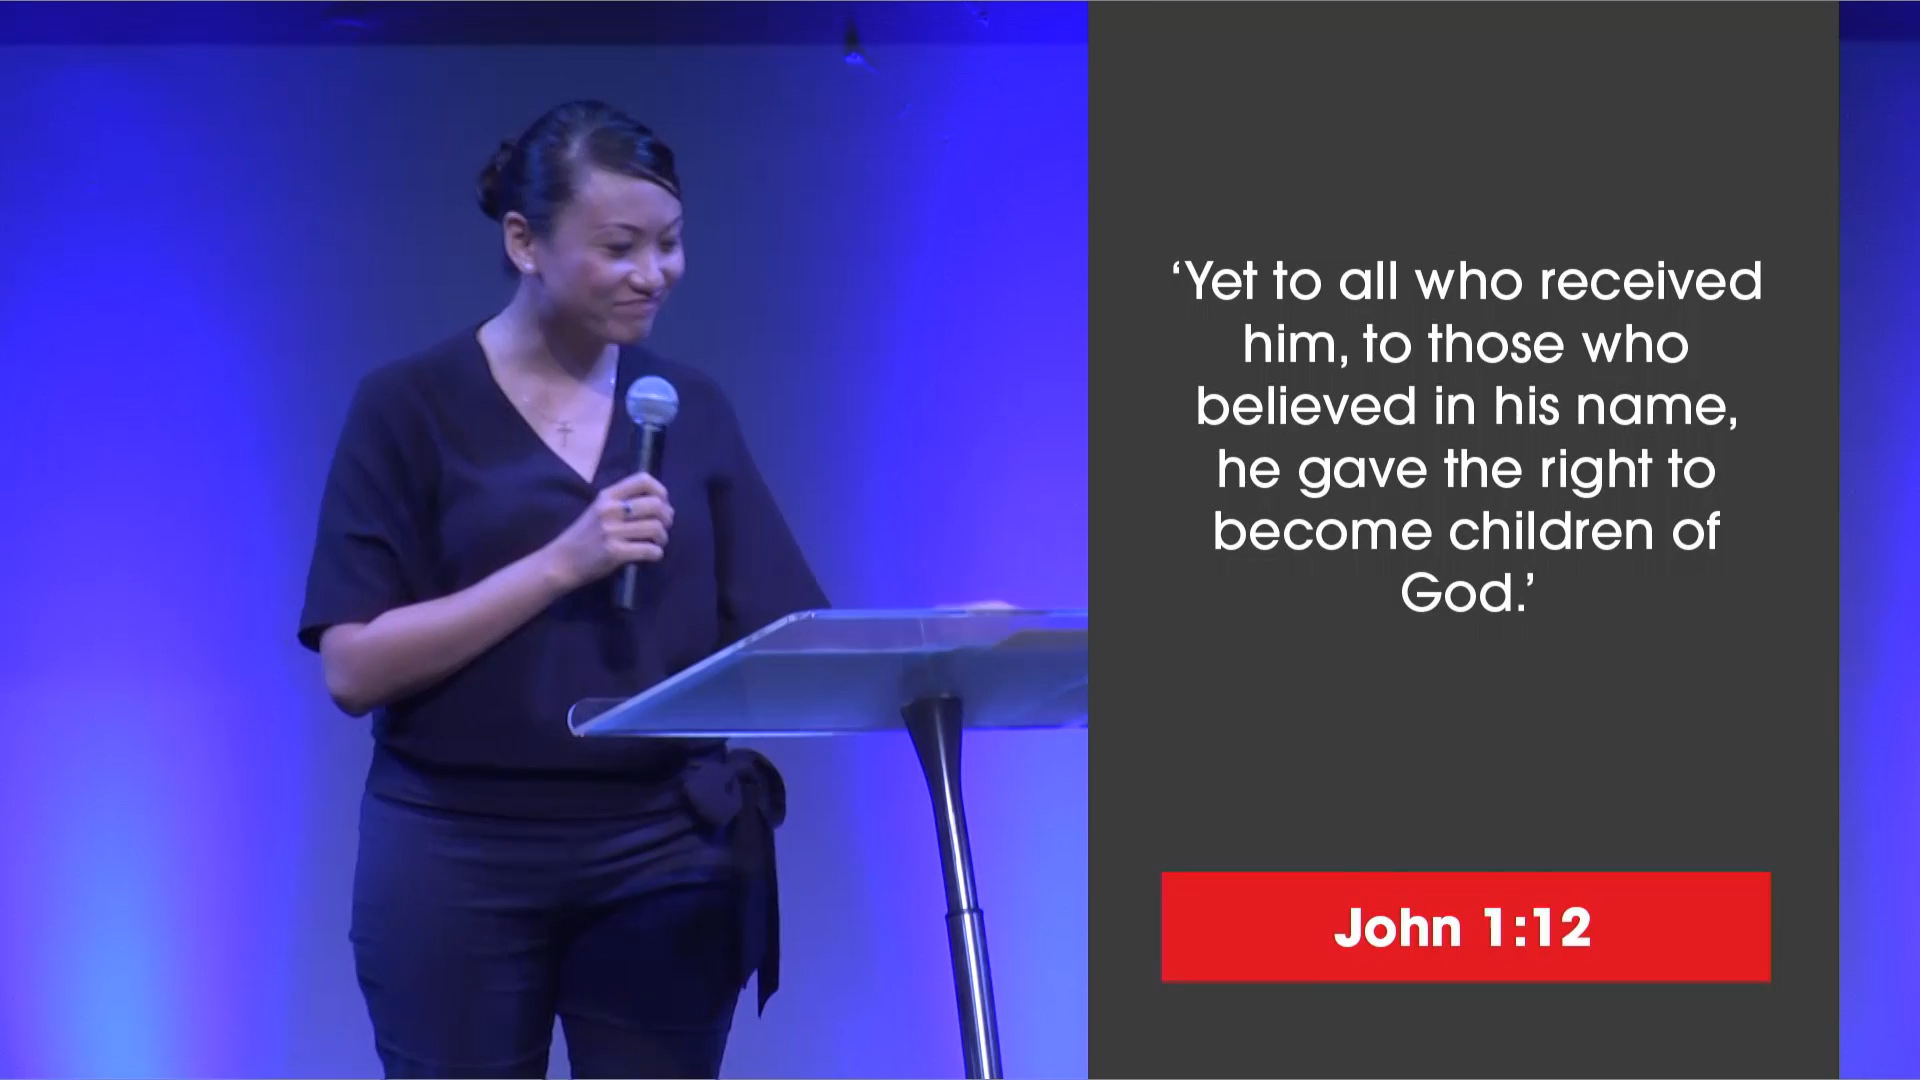 ‘Yet to all who received
him, to those who
believed in his name,
he gave the right to
become children of
God.’
John 1:12